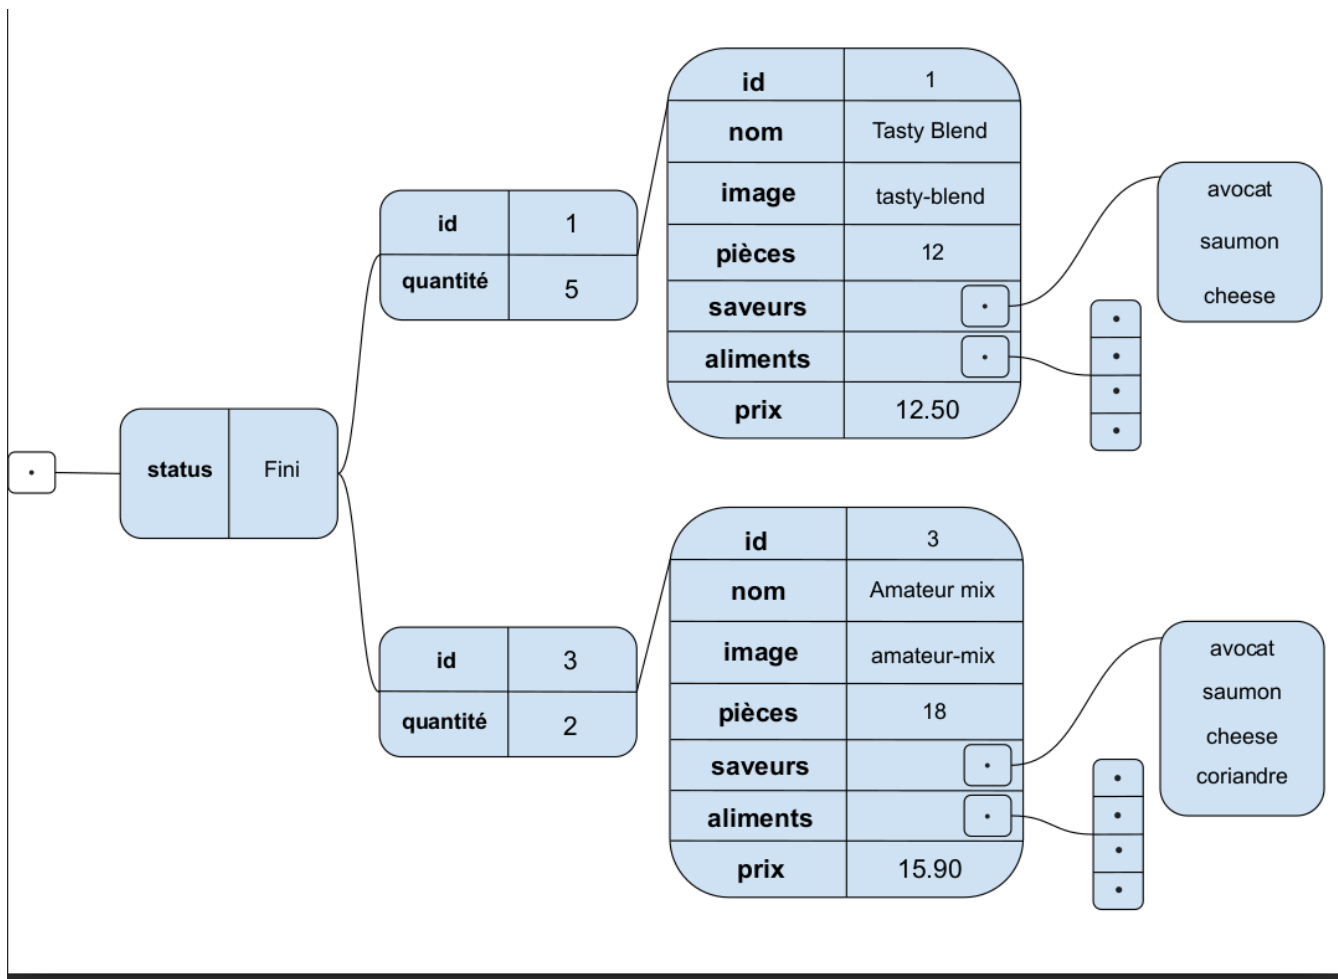 status Fini
id 1
quantité 5
id 1
nom Tasty Blend
image tasty-blend
pièces 12
saveurs
aliments
prix 12.50
avocat
saumon
cheese
id 3
quantité 2
id 3
nom Amateur mix
image amateur-mix
pièces 18
saveurs
aliments
prix 15.90
avocat
saumon
cheese
coriandre